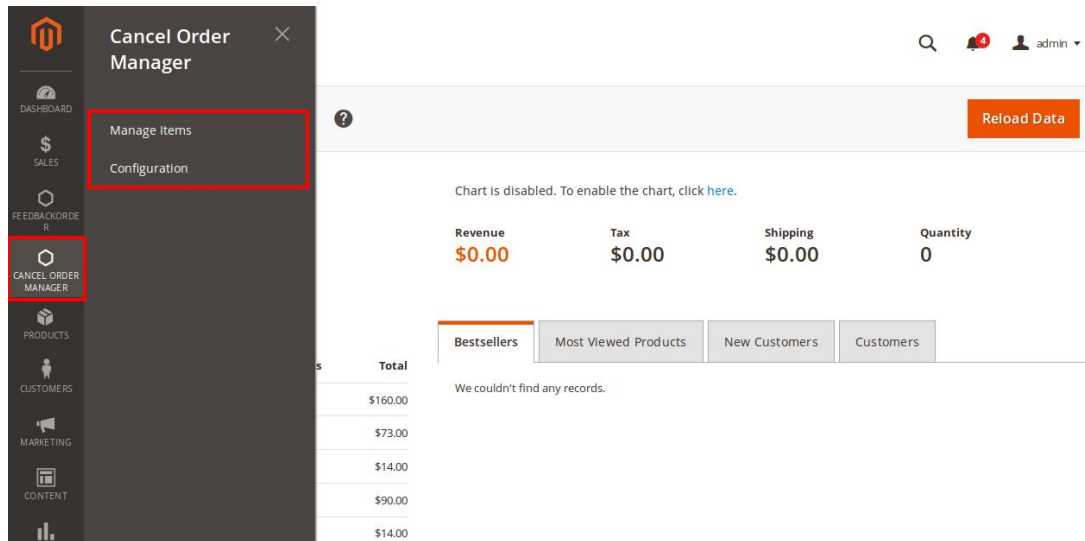 Cancel Order
Manager
4
admin
DASHBOARD
Manage Items
?
Reload Data
$
SALES
Configuration
Chart is disabled. To enable the chart, click here.
FEEDBACKORDE
R
Revenue Tax Shipping Quantity
$0.00 $0.00 $0.00 0
CANCEL ORDER
MANAGER
PRODUCTS
Bestsellers Most Viewed Products New Customers Customers
s Total
CUSTOMERS
We couldn't find any records.
$160.00
MARKETING
$73.00
$14.00
CONTENT
$90.00
$14.00